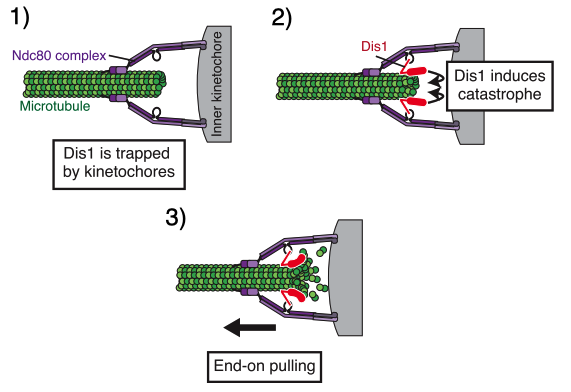 1)
Ndc80 complex
Microtubule
Inner kinetochore
Dis1 is trapped
by kinetochores
2)
Dis1
Dis1 induces
catastrophe
3)
End-on pulling